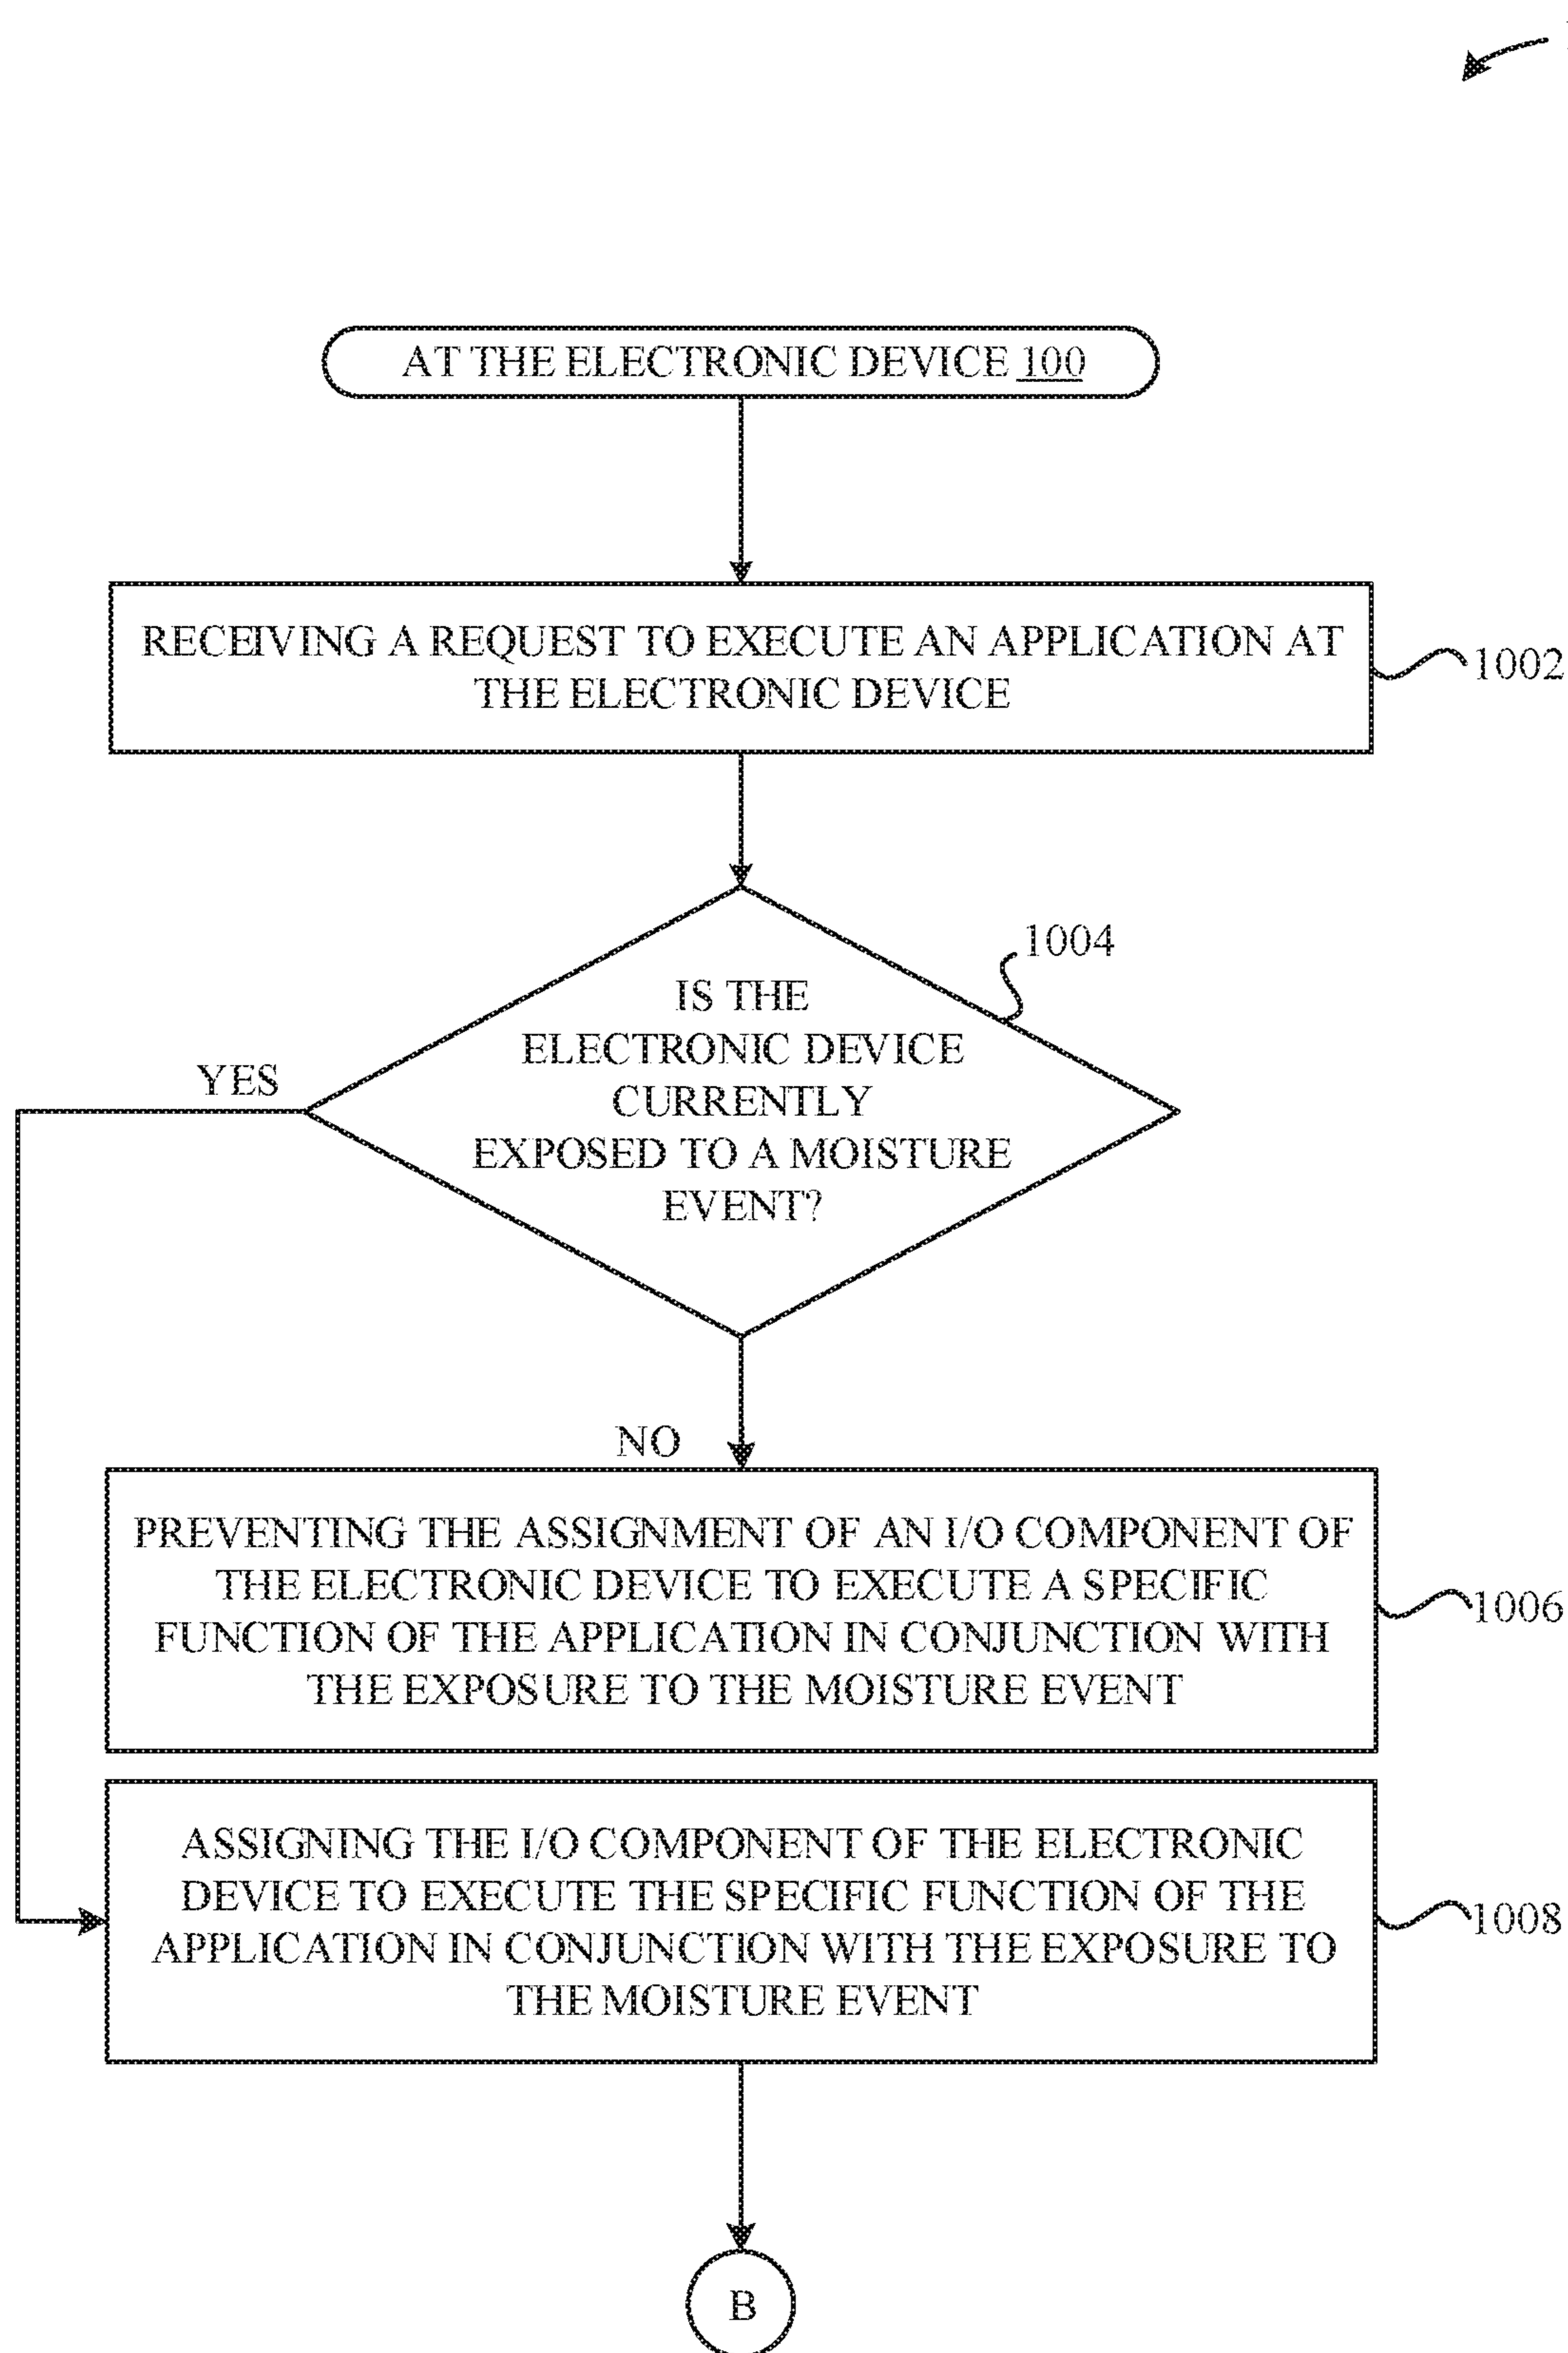 AT THE ELECTRONIC DEVICE 100
RECEIVING A REQUEST TO EXECUTE AN APPLICATION AT
THE ELECTRONIC DEVICE
1002
1004
IS THE
ELECTRONIC DEVICE
CURRENTLY
EXPOSED TO A MOISTURE
EVENT?
YES
NO
PREVENTING THE ASSIGNMENT OF AN I/O COMPONENT OF
THE ELECTRONIC DEVICE TO EXECUTE A SPECIFIC
FUNCTION OF THE APPLICATION IN CONJUNCTION WITH
THE EXPOSURE TO THE MOISTURE EVENT
1006
ASSIGNING THE I/O COMPONENT OF THE ELECTRONIC
DEVICE TO EXECUTE THE SPECIFIC FUNCTION OF THE
APPLICATION IN CONJUNCTION WITH THE EXPOSURE TO
THE MOISTURE EVENT
1008
B